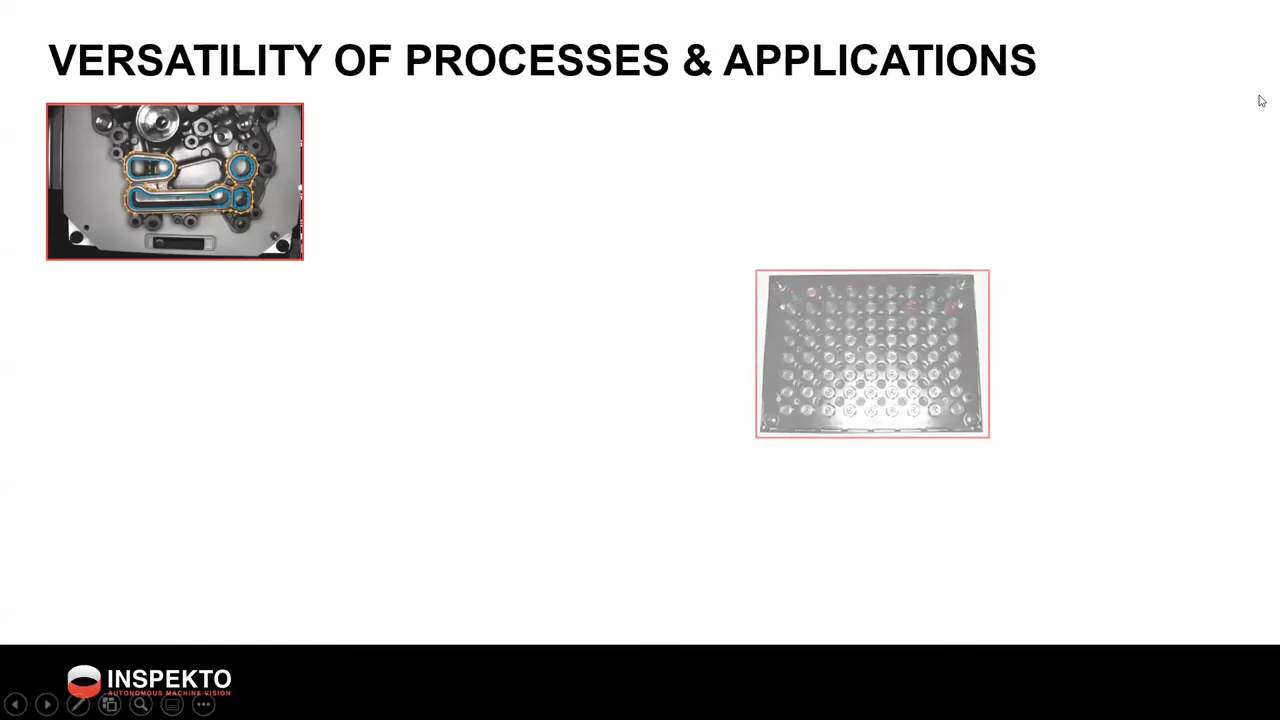 VERSATILITY OF PROCESSES & APPLICATIONS
INSPEKTO
AUTONOMOUS MACHINE VISION